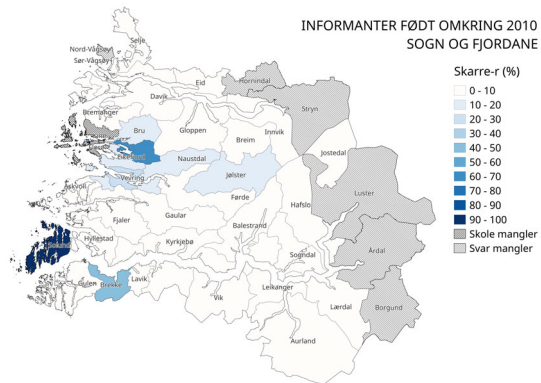 INFORMANTER FØDT OMKRING 2010
SOGN OG FJORDANE
Skarre-r (%)
0 - 10
10 - 20
20 - 30
30 - 40
40 - 50
50 - 60
60 - 70
70 - 80
80 - 90
90 - 100
Skole mangler
Svar mangler
Selje
Nord-Vågsøy
Sør-Vågsøy
Eid
Hornindal
Davik
Stryn
Bremanger
Bru
Gloppen
Innvik
Breim
Eikefjord
Naustdal
Jostedal
Vevring
Jølster
Askvoll
Førde
Luster
Hafslo
Fjaler
Gaular
Balestrand
Solund
Hyllestad
Kyrkjebø
Årdal
Sogndal
Gulen
Brekke
Lavik
Leikanger
Vik
Lærdal
Borgund
Aurland